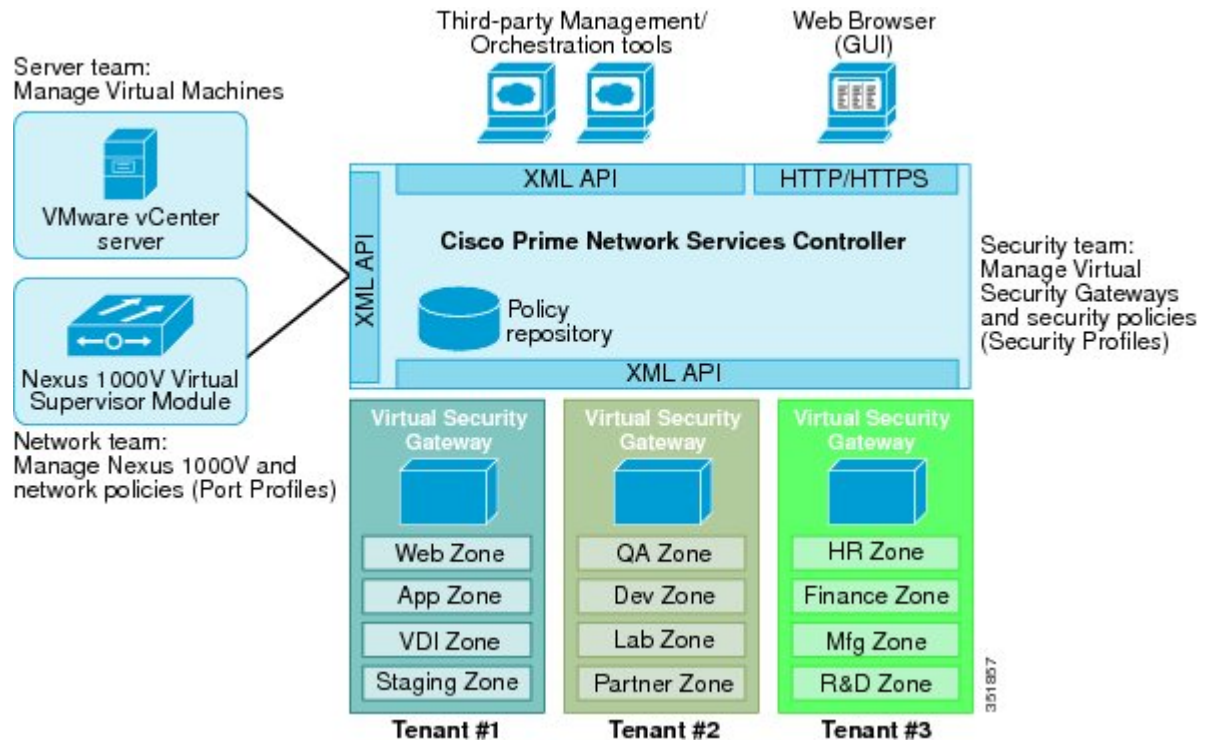 Third-party Management/
Orchestration tools
Web Browser
(GUI)
Server team:
Manage Virtual Machines
VMware vCenter
server
Nexus 1000V Virtual
Supervisor Module
Network team:
Manage Nexus 1000V and
network policies (Port Profiles)
XML API
HTTP/HTTPS
XML API
Cisco Prime Network Services Controller
Policy
repository
XML API
Security team:
Manage Virtual
Security Gateways
and security policies
(Security Profiles)
Virtual Security
Gateway
Web Zone
App Zone
VDI Zone
Staging Zone
Tenant #1
Virtual Security
Gateway
QA Zone
Dev Zone
Lab Zone
Partner Zone
Tenant #2
Virtual Security
Gateway
HR Zone
Finance Zone
Mfg Zone
R&D Zone
Tenant #3
351857